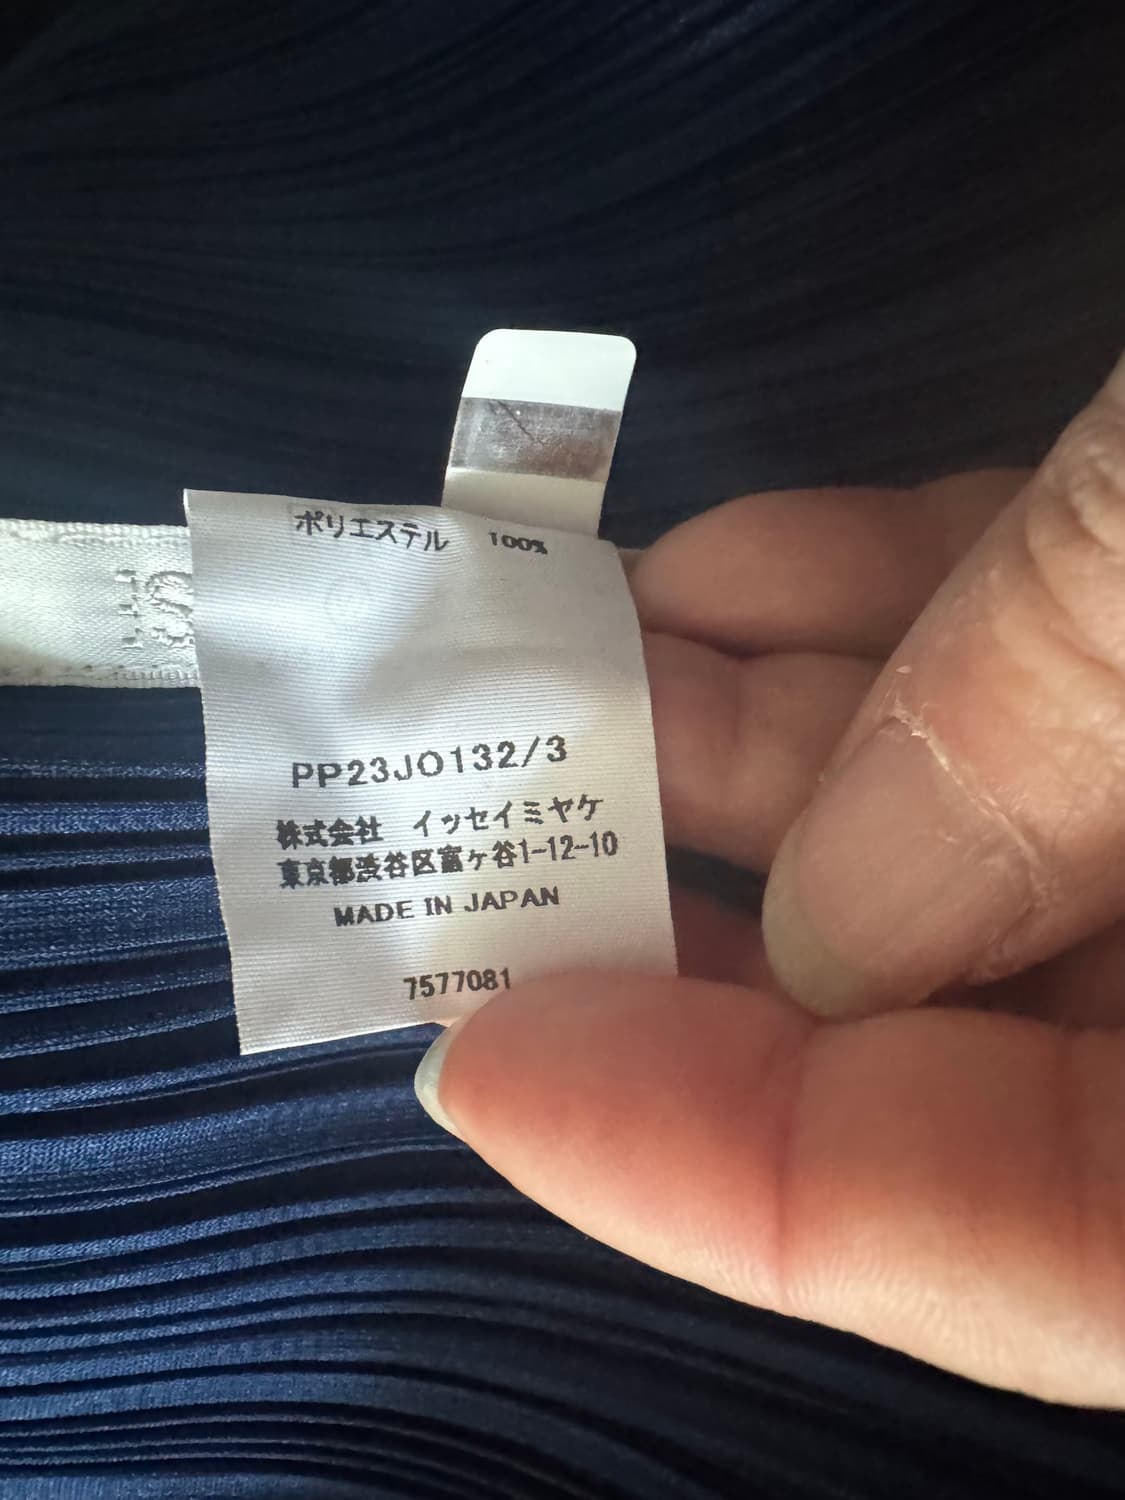 ポリエステル 100%
PP23JO132/3
株式会社 イッセイミヤケ
東京都渋谷区富ヶ谷1-12-10
MADE IN JAPAN
7577081